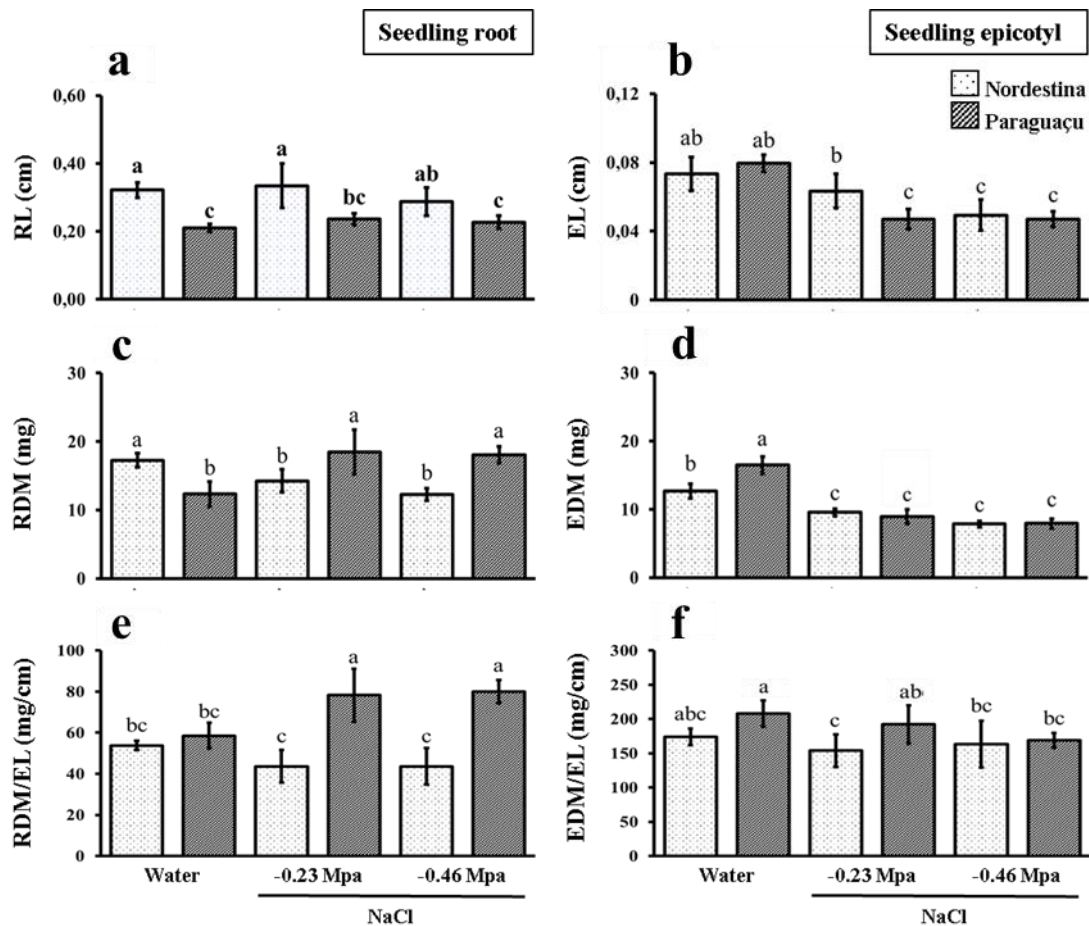 Seedling root
Seedling epicotyl
a
RL (cm)
0,60
0,40
0,20
0,00
a
c
a
bc
ab
c
b
Nordestina
Paraguaçu
EL (cm)
0,12
0,08
0,04
0
ab
ab
b
c
c
c
c
RDM (mg)
30
20
10
0
a
b
b
a
b
a
d
EDM (mg)
30
20
10
0
b
a
c
c
c
c
e
RDM/EL (mg/cm)
100
80
60
40
20
0
bc
bc
c
a
c
a
Water
-0.23 Mpa
-0.46 Mpa
NaCl
f
EDM/EL (mg/cm)
300
250
200
150
100
50
0
abc
a
c
ab
bc
bc
Water
-0.23 Mpa
-0.46 Mpa
NaCl